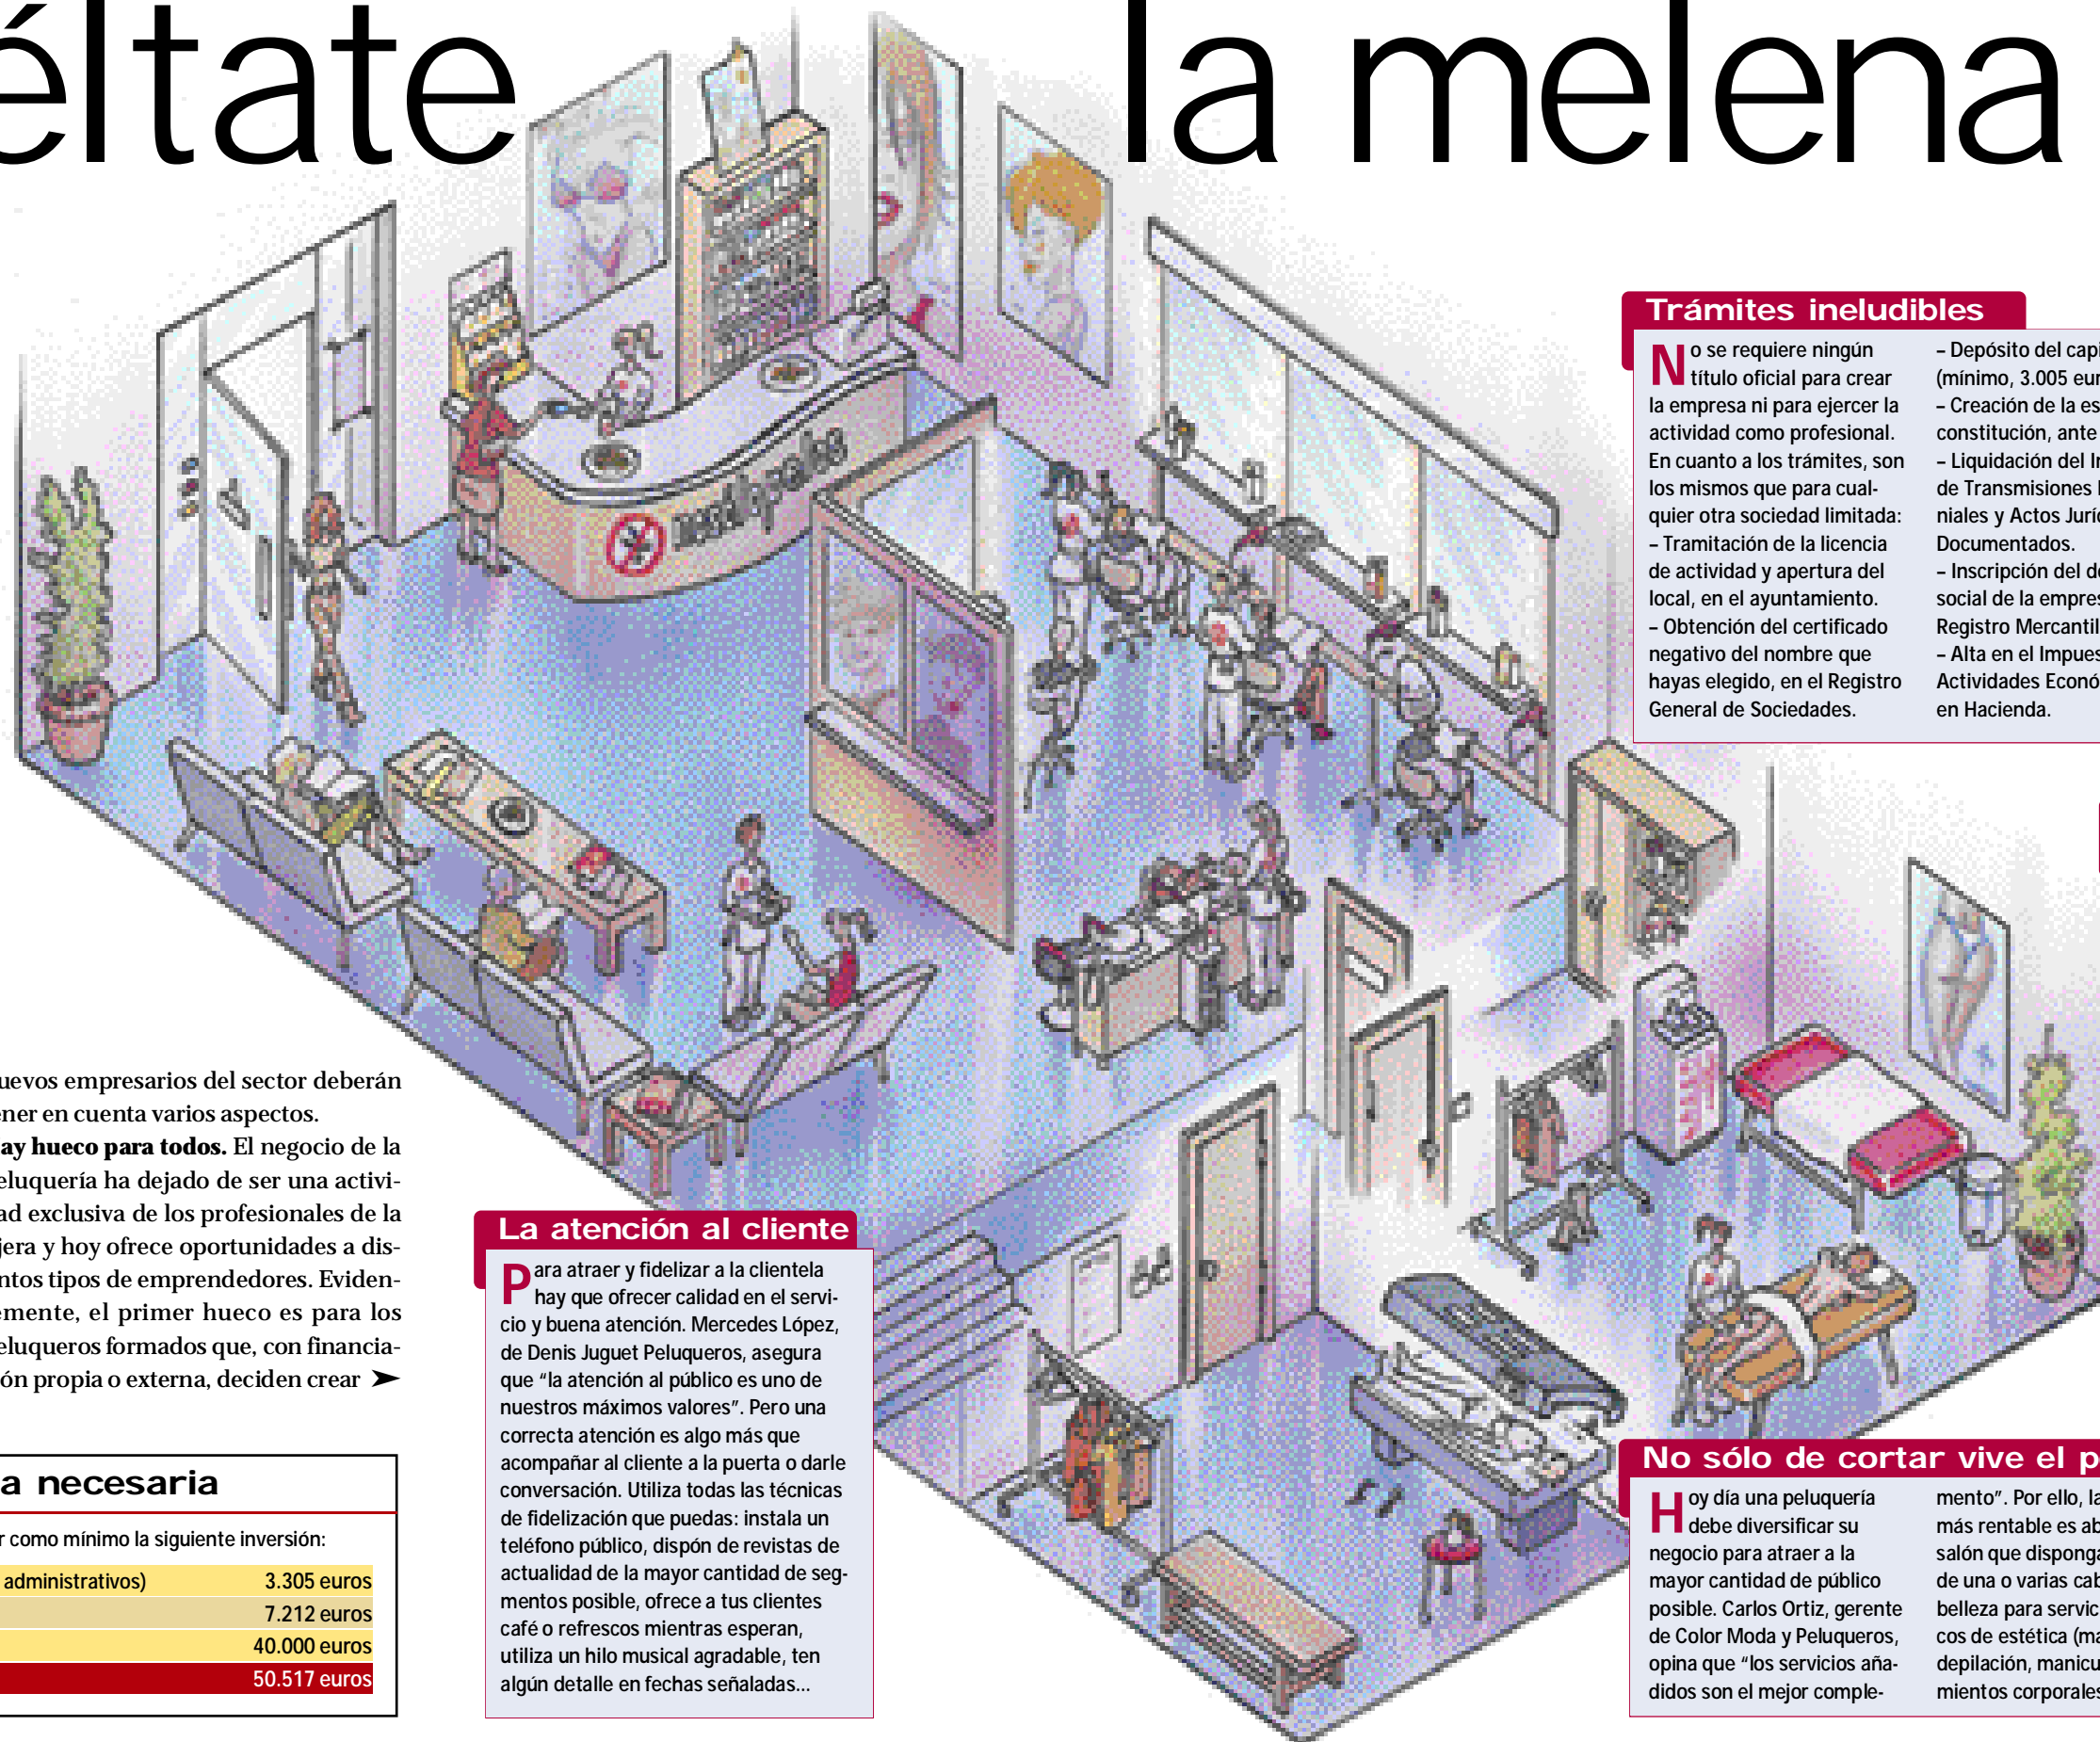 éltate la melena
Trámites ineludibles
No se requiere ningún
título oficial para crear
la empresa ni para ejercer la
actividad como profesional.
En cuanto a los trámites, son
los mismos que para cual-
quier otra sociedad limitada:
– Tramitación de la licencia
de actividad y apertura del
local, en el ayuntamiento.
– Obtención del certificado
negativo del nombre que
hayas elegido, en el Registro
General de Sociedades.
– Depósito del capi
(mínimo, 3.005 eur
– Creación de la es
constitución, ante
– Liquidación del I
de Transmisiones
niales y Actos Jurí
Documentados.
– Inscripción del d
social de la empres
Registro Mercantil
– Alta en el Impues
Actividades Econó
en Hacienda.
uevos empresarios del sector deberán
ener en cuenta varios aspectos.
ay hueco para todos. El negocio de la
eluquería ha dejado de ser una activi-
ad exclusiva de los profesionales de la
jera y hoy ofrece oportunidades a dis-
ntos tipos de emprendedores. Eviden-
emente, el primer hueco es para los
eluqueros formados que, con financia-
ón propia o externa, deciden crear ➤
a necesaria
r como mínimo la siguiente inversión:
administrativos) 3.305 euros
7.212 euros
40.000 euros
50.517 euros
La atención al cliente
Para atraer y fidelizar a la clientela
hay que ofrecer calidad en el servi-
cio y buena atención. Mercedes López,
de Denis Juguet Peluqueros, asegura
que “la atención al público es uno de
nuestros máximos valores”. Pero una
correcta atención es algo más que
acompañar al cliente a la puerta o darle
conversación. Utiliza todas las técnicas
de fidelización que puedas: instala un
teléfono público, dispón de revistas de
actualidad de la mayor cantidad de seg-
mentos posible, ofrece a tus clientes
café o refrescos mientras esperan,
utiliza un hilo musical agradable, ten
algún detalle en fechas señaladas...
No sólo de cortar vive el p
Hoy día una peluquería
debe diversificar su
negocio para atraer a la
mayor cantidad de público
posible. Carlos Ortiz, gerente
de Color Moda y Peluqueros,
opina que “los servicios aña-
didos son el mejor comple-
mento”. Por ello, la
más rentable es ab
salón que disponga
de una o varias cab
belleza para servic
cos de estética (ma
depilación, manicu
mientos corporales